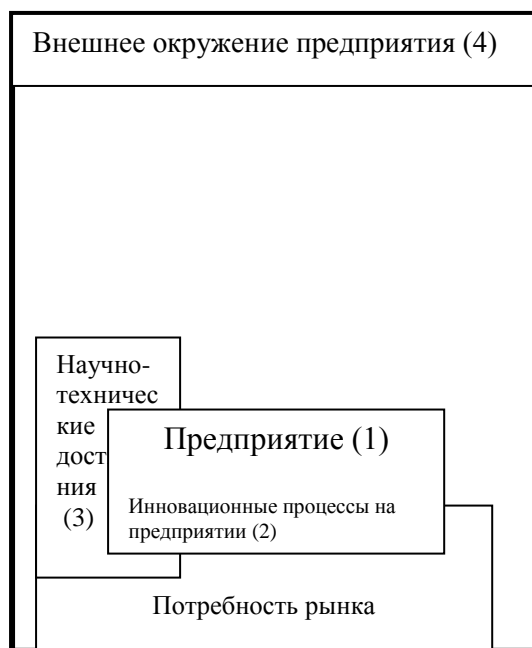 Внешнее окружение предприятия (4)
Научно-
техничес
кие
дост
ния
(3)
Предприятие (1)
Инновационные процессы на
предприятии (2)
Потребность рынка